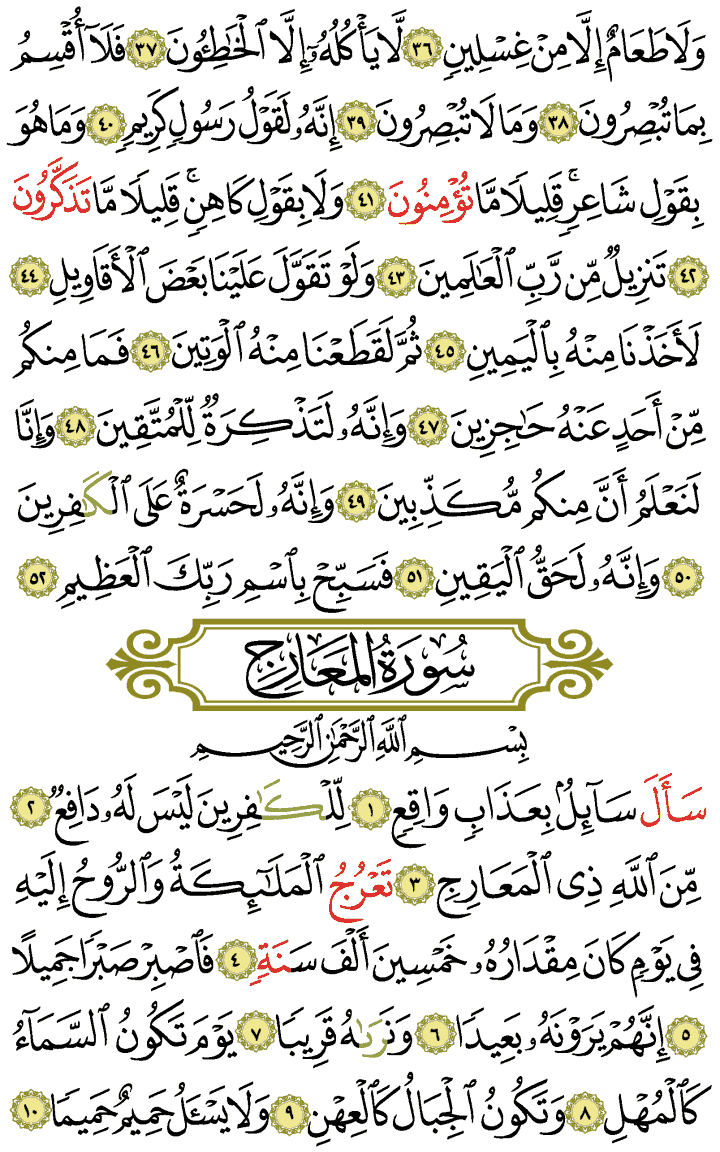 وَلَا طَعَامٌ إِلَّا مِنْ غِسْلِينٍ ٣٦ لَّا يَأْكُلُهُۥٓ إِلَّا ٱلْخَٰطِـُٔونَ ٣٧ فَلَآ أُقْسِمُ
بِمَا تُبْصِرُونَ ٣٨ وَمَا لَا تُبْصِرُونَ ٣٩ إِنَّهُۥ لَقَوْلُ رَسُولٍ كَرِيمٍ ٤٠ وَمَا هُوَ
بِقَوْلِ شَاعِرٍۚ قَلِيلًا مَّا تُؤْمِنُونَ ٤١ وَلَا بِقَوْلِ كَاهِنٍۚ قَلِيلًا مَّا تَذَكَّرُونَ
٤٢ تَنزِيلٌ مِّن رَّبِّ ٱلْعَٰلَمِينَ ٤٣ وَلَوْ تَقَوَّلَ عَلَيْنَا بَعْضَ ٱلْأَقَاوِيلِ ٤٤
لَأَخَذْنَا مِنْهُ بِٱلْيَمِينِ ٤٥ ثُمَّ لَقَطَعْنَا مِنْهُ ٱلْوَتِينَ ٤٦ فَمَا مِنكُم
مِّنْ أَحَدٍ عَنْهُ حَٰجِزِينَ ٤٧ وَإِنَّهُۥ لَتَذْكِرَةٌ لِّلْمُتَّقِينَ ٤٨ وَإِنَّا
لَنَعْلَمُ أَنَّ مِنكُم مُّكَذِّبِينَ ٤٩ وَإِنَّهُۥ لَحَسْرَةٌ عَلَى ٱلْكَٰفِرِينَ
٥٠ وَإِنَّهُۥ لَحَقُّ ٱلْيَقِينِ ٥١ فَسَبِّحْ بِٱسْمِ رَبِّكَ ٱلْعَظِيمِ ٥٢
سُورَةُ المَعَارِجِ
بِسْمِ ٱللَّهِ ٱلرَّحْمَٰنِ ٱلرَّحِيمِ
سَأَلَ سَآئِلٌۢ بِعَذَابٍ وَاقِعٍ ١ لِّلْكَٰفِرِينَ لَيْسَ لَهُۥ دَافِعٌ ٢
مِّنَ ٱللَّهِ ذِى ٱلْمَعَارِجِ ٣ تَعْرُجُ ٱلْمَلَٰٓئِكَةُ وَٱلرُّوحُ إِلَيْهِ
فِى يَوْمٍ كَانَ مِقْدَارُهُۥ خَمْسِينَ أَلْفَ سَنَةٍ ٤ فَٱصْبِرْ صَبْرًا جَمِيلًا
٥ إِنَّهُمْ يَرَوْنَهُۥ بَعِيدًا ٦ وَنَرَىٰهُ قَرِيبًا ٧ يَوْمَ تَكُونُ ٱلسَّمَآءُ
كَٱلْمُهْلِ ٨ وَتَكُونُ ٱلْجِبَالُ كَٱلْعِهْنِ ٩ وَلَا يَسْـَٔلُ حَمِيمٌ حَمِيمًا ١٠